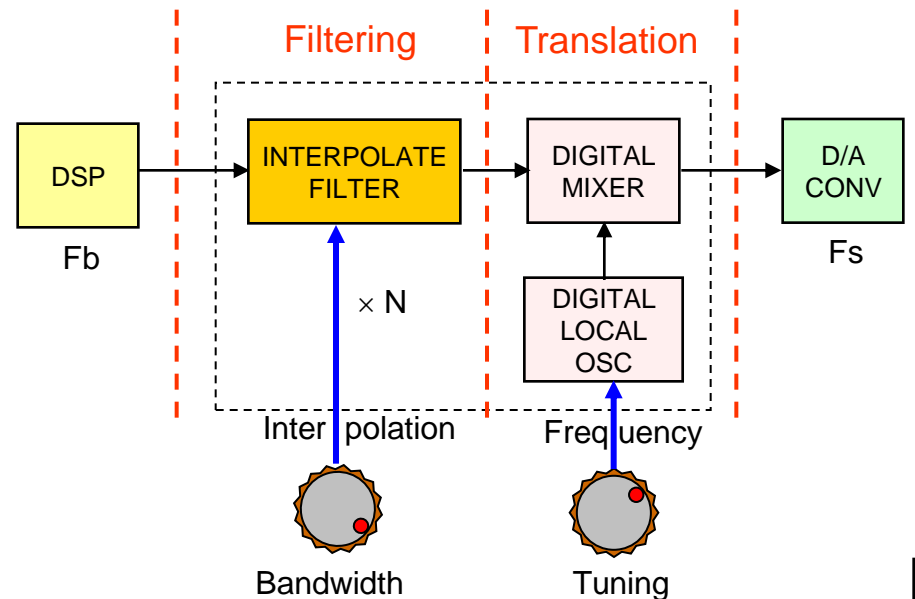 Filtering
Translation
DSP
INTERPOLATE
FILTER
DIGITAL
MIXER
D/A
CONV
Fb
Fs
× N
DIGITAL
LOCAL
OSC
Inter polation
Frequency
Bandwidth
Tuning